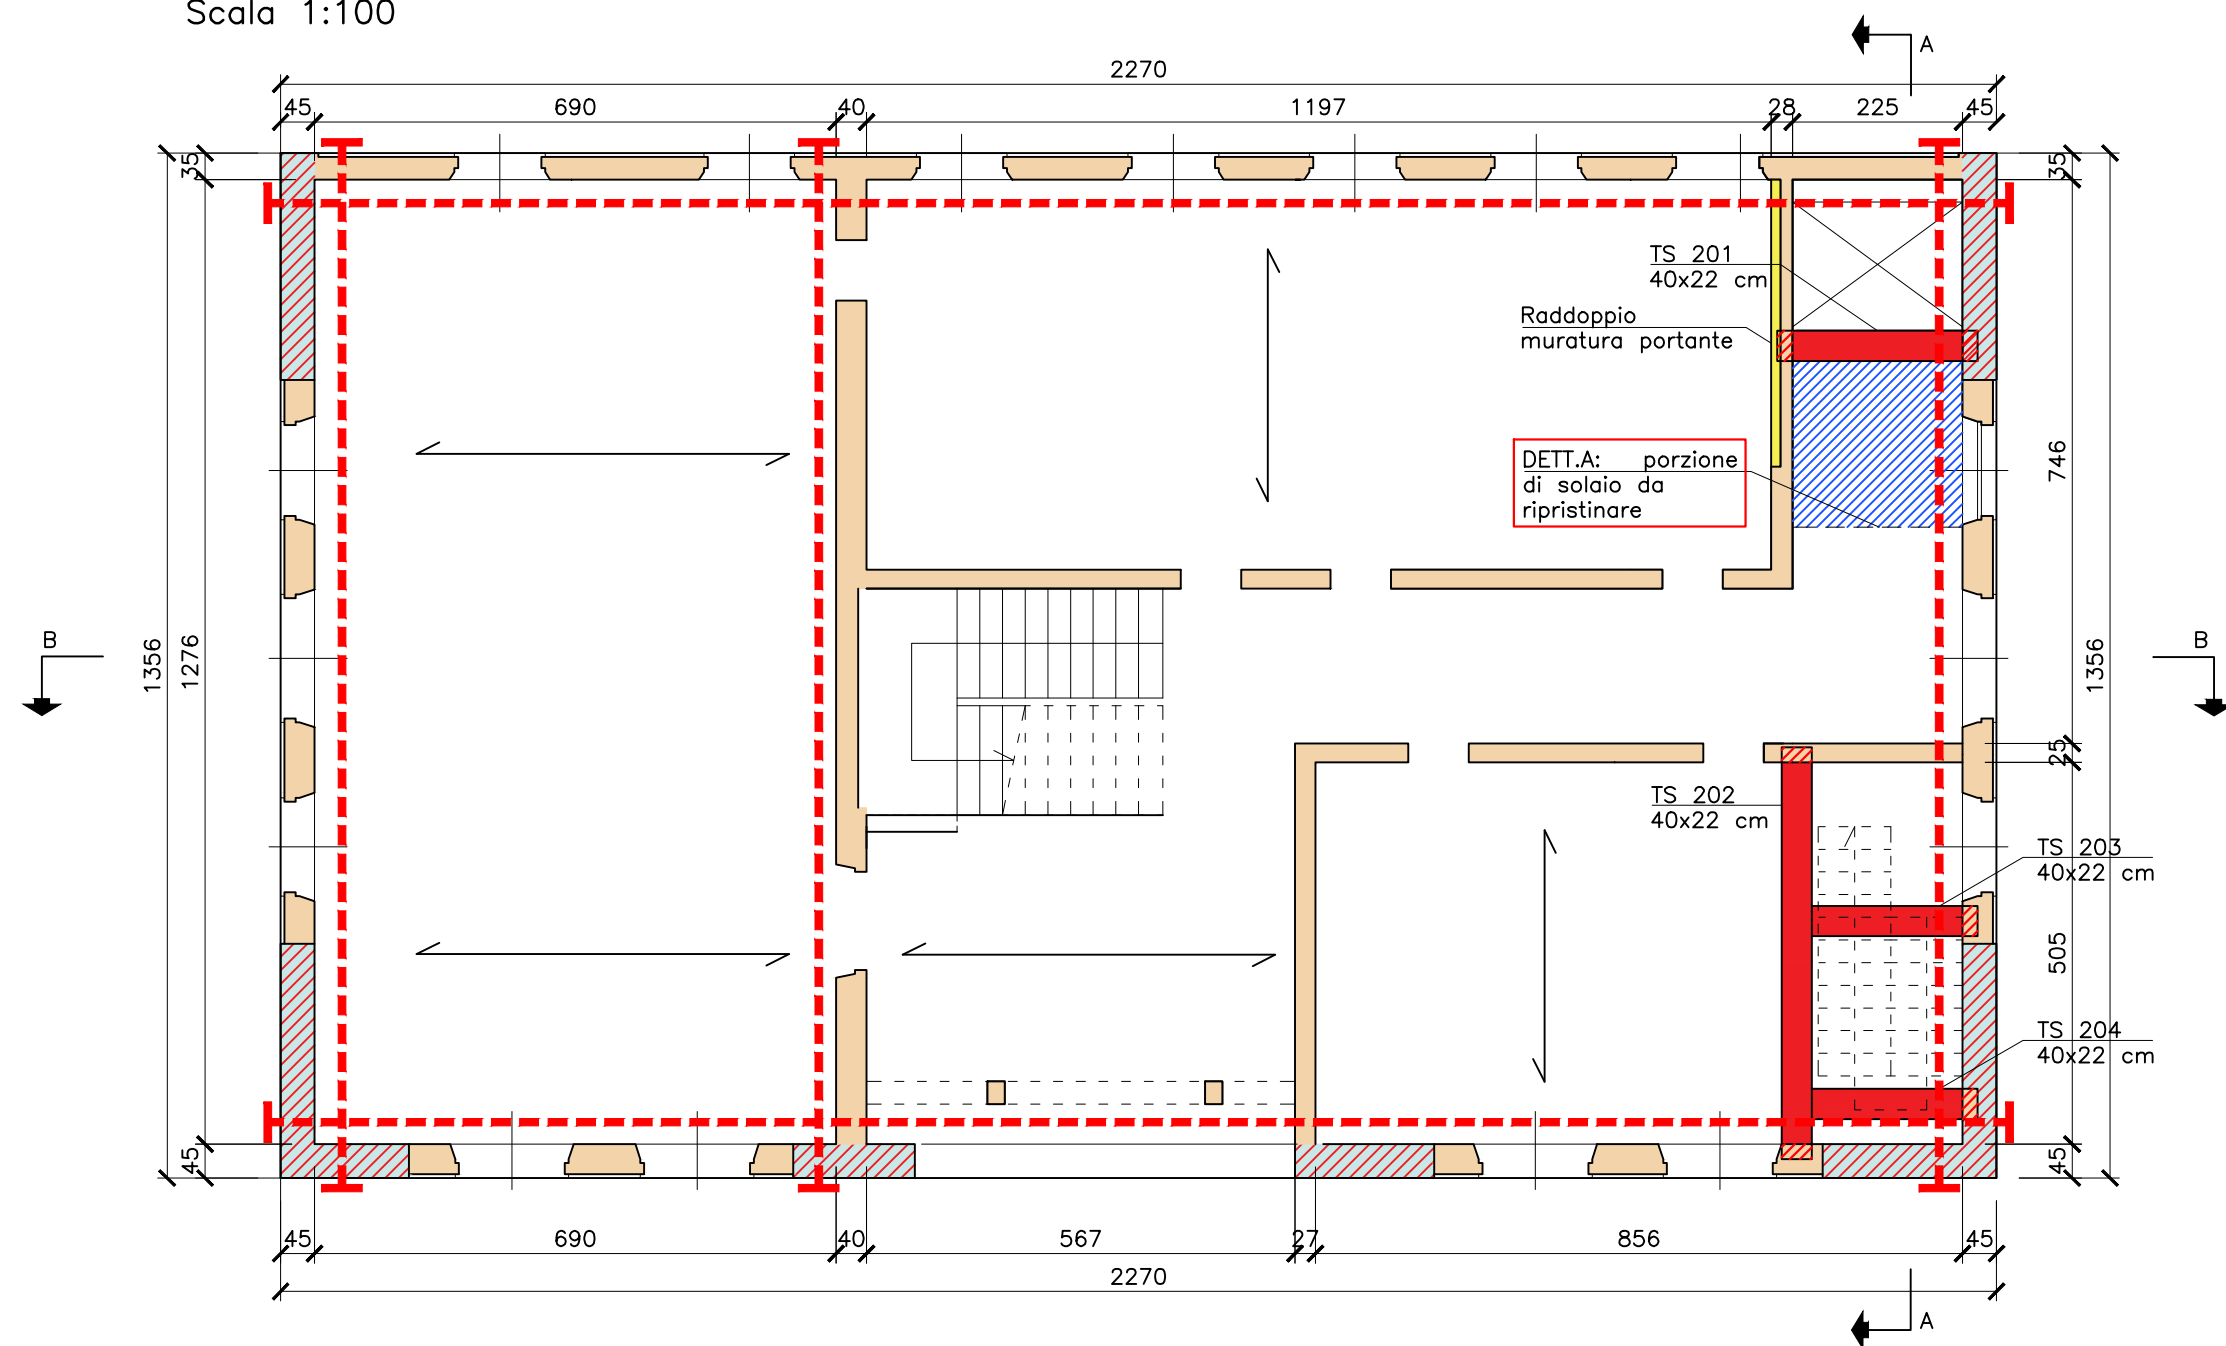 Scala 1:100
A
2270
45 690 40 1197 28 225 45
35
35
TS 201
40x22 cm
Raddoppio
muratura portante
DETT.A: porzione
di solaio da
ripristinare
746
B
B
1356
1276
1356
25
TS 202
40x22 cm
TS 203
40x22 cm
505
TS 204
40x22 cm
45
45
45 690 40 567 27 856 45
2270
A